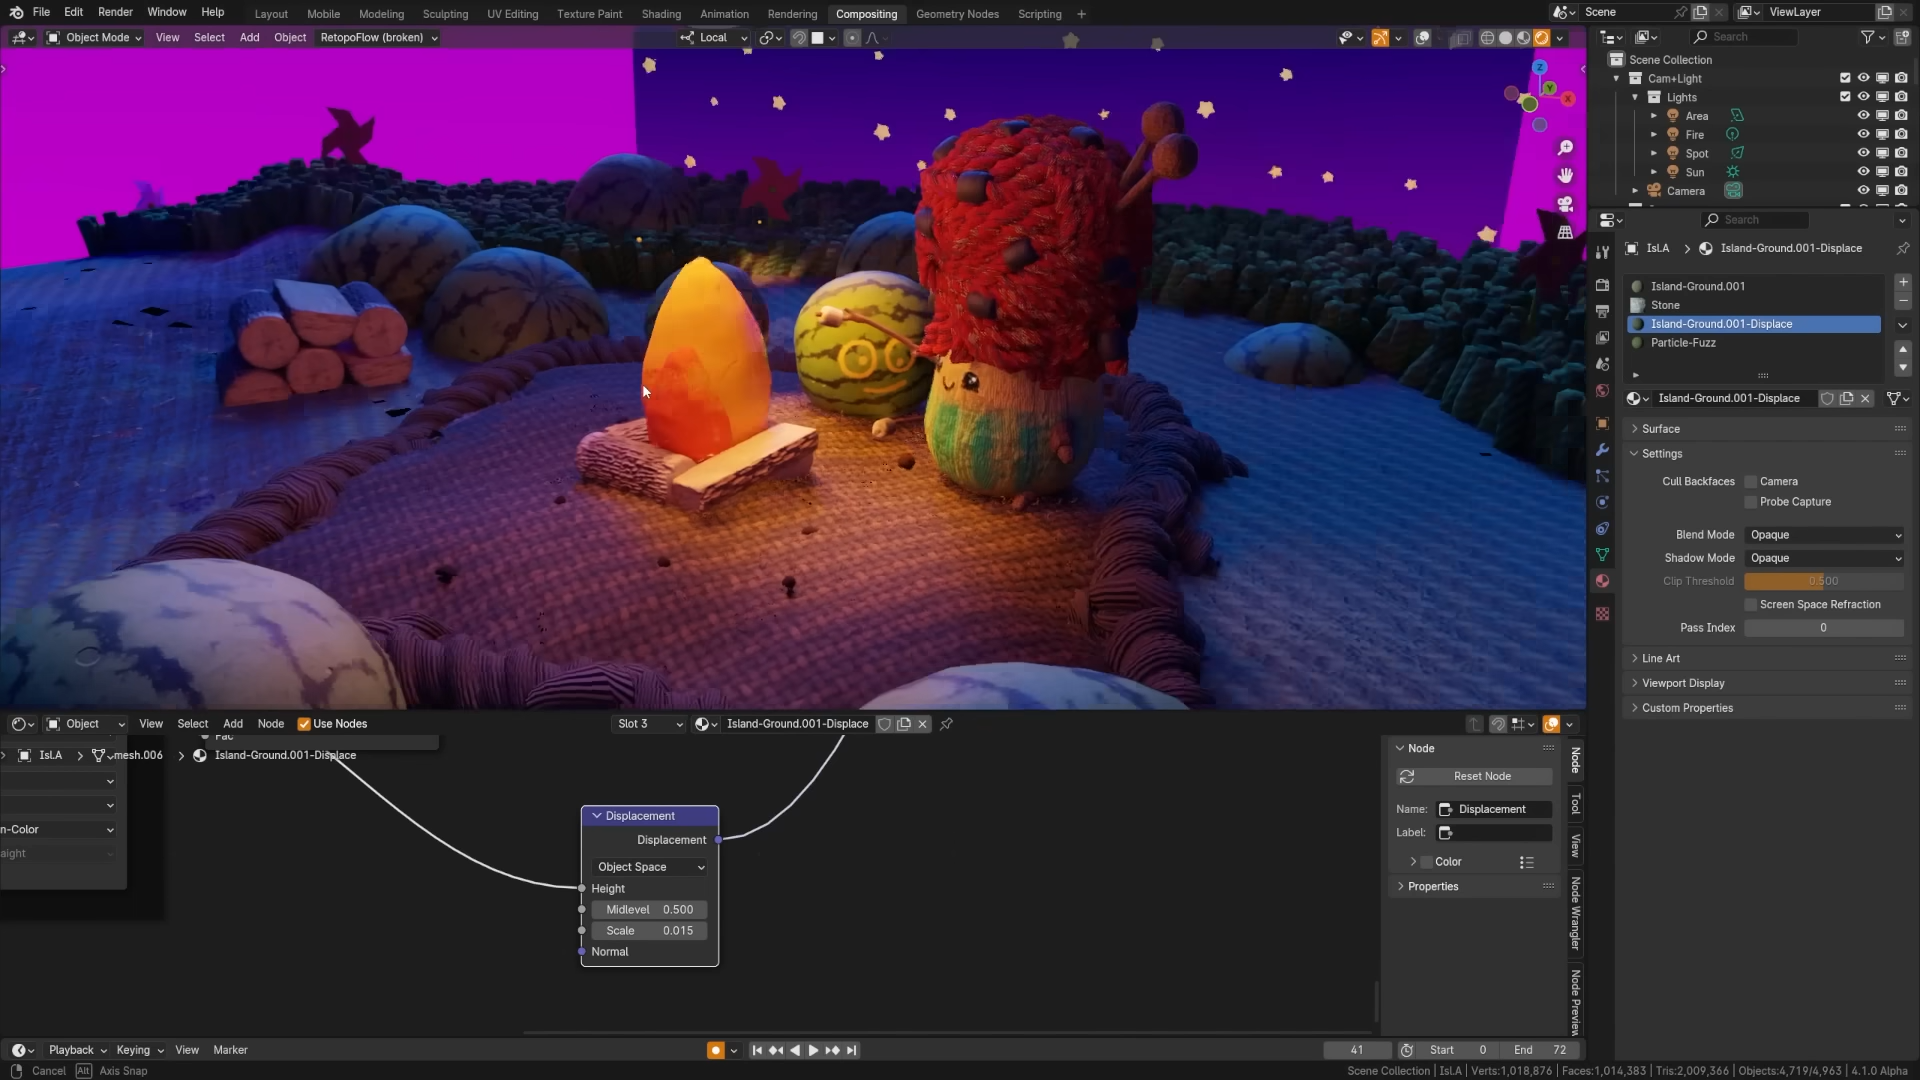 File Edit Render Window Help Layout Mobile Modeling Sculpting UV Editing Texture Paint Shading Animation Rendering Compositing Geometry Nodes Scripting + Scene ViewLayer
Object Mode View Select Add Object RetopoFlow (broken) Local Search
Scene Collection
Cam+Light
Lights
Area
Fire
Spot
Sun
Camera
Z
Y
X
Search
Isl.A > Island-Ground.001-Displace
Island-Ground.001
Stone
Island-Ground.001-Displace
Particle-Fuzz
Island-Ground.001-Displace
Surface
Settings
Cull Backfaces Camera
Probe Capture
Blend Mode Opaque
Shadow Mode Opaque
Clip Threshold 0.500
Screen Space Refraction
Pass Index 0
Line Art
Viewport Display
Custom Properties
Object View Select Add Node Use Nodes Slot 3 Island-Ground.001-Displace
Fac
Isl.A > mesh.006 > Island-Ground.001-Displace
n-Color
aight
Displacement
Displacement
Object Space
Height
Midlevel 0.500
Scale 0.015
Normal
Node
Reset Node
Name: Displacement
Label:
Color
Properties
Node
Tool
View
Node Wrangler
Node Preview
Playback Keying View Marker 41 Start 0 End 72
Cancel Alt Axis Snap Scene Collection | Isl.A | Verts:1,018,876 | Faces:1,014,383 | Tris:2,009,366 | Objects:4,719/4,963 | 4.1.0 Alpha